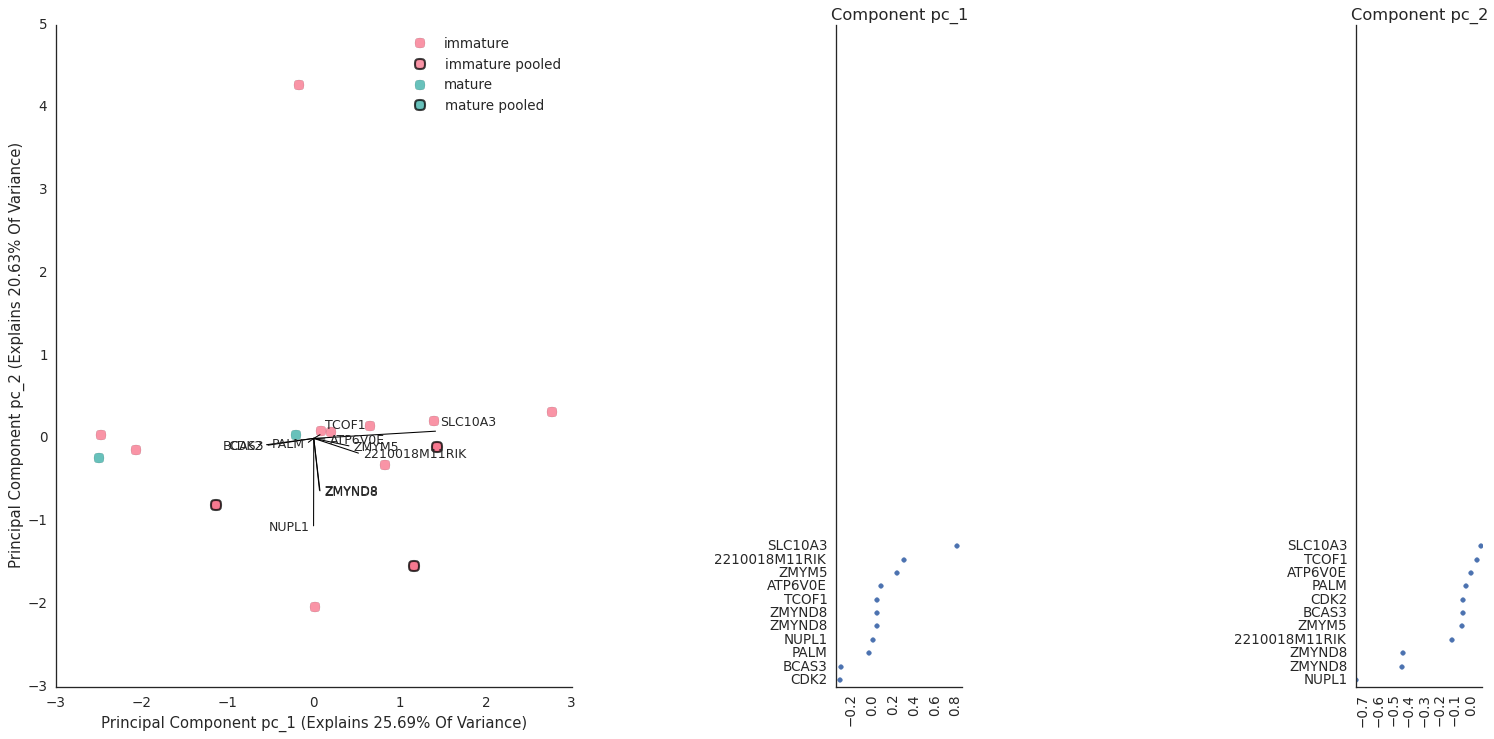 Component pc_1
Component pc_2
5
4
3
2
1
0
−1
−2
−3
Principal Component pc_2 (Explains 20.63% Of Variance)
immature
immature pooled
mature
mature pooled
TCOF1
SLC10A3
BCAS3
CDK2
PALM
ATP6V0E
ZMYM5
2210018M11RIK
ZMYND8
ZMYND8
NUPL1
−3
−2
−1
0
1
2
3
Principal Component pc_1 (Explains 25.69% Of Variance)
SLC10A3
2210018M11RIK
ZMYM5
ATP6V0E
TCOF1
ZMYND8
ZMYND8
NUPL1
PALM
BCAS3
CDK2
−0.2
0.0
0.2
0.4
0.6
0.8
SLC10A3
TCOF1
ATP6V0E
PALM
CDK2
BCAS3
ZMYM5
2210018M11RIK
ZMYND8
ZMYND8
NUPL1
−0.7
−0.6
−0.5
−0.4
−0.3
−0.2
−0.1
0.0